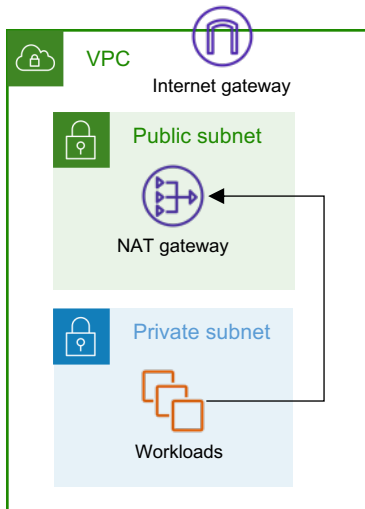 VPC
Internet gateway
Public subnet
NAT gateway
Private subnet
Workloads